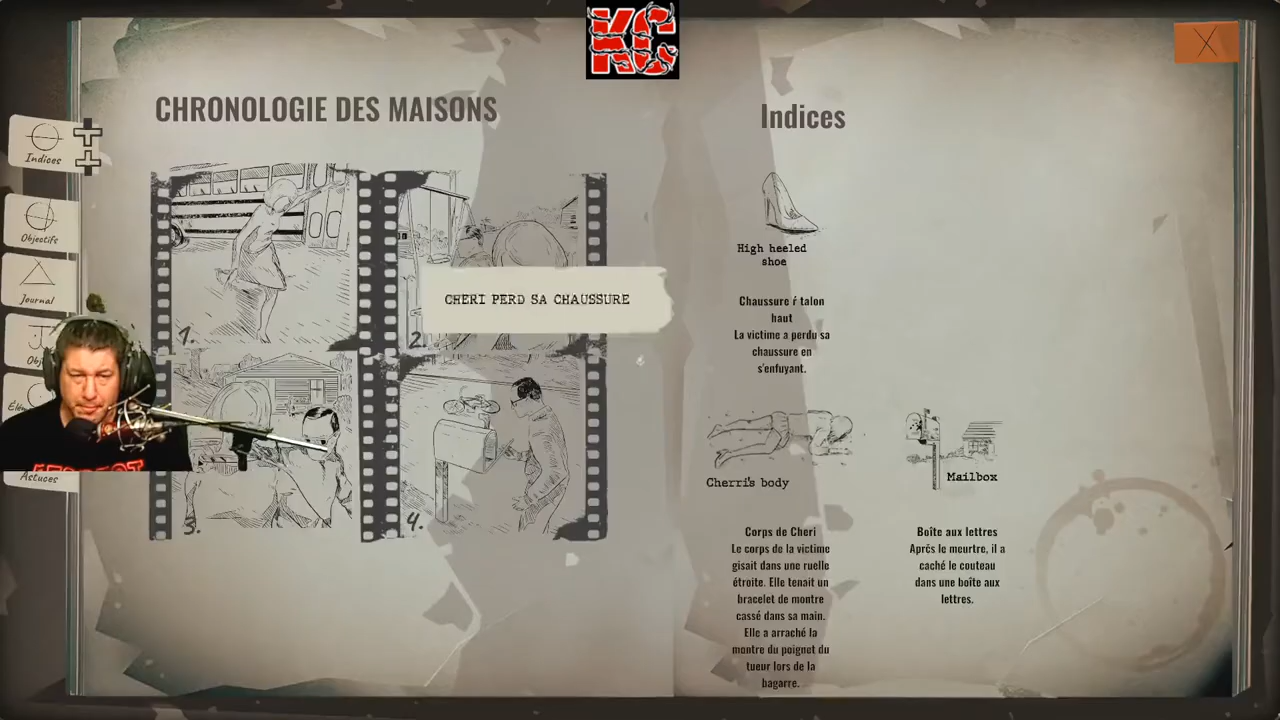 KC
X
CHRONOLOGIE DES MAISONS
Indices
Indices
Objectifs
Journal
Obj
Élém
Astuces
1.
2.
CHERI PERD SA CHAUSSURE
3.
4.
High heeled
shoe
Chaussure ŕ talon
haut
La victime a perdu sa
chaussure en
s'enfuyant.
Cherri's body
Corps de Cheri
Le corps de la victime
gisait dans une ruelle
étroite. Elle tenait un
bracelet de montre
cassé dans sa main.
Elle a arraché la
montre du poignet du
tueur lors de la
bagarre.
Mailbox
Boîte aux lettres
Aprčs le meurtre, il a
caché le couteau
dans une boîte aux
lettres.